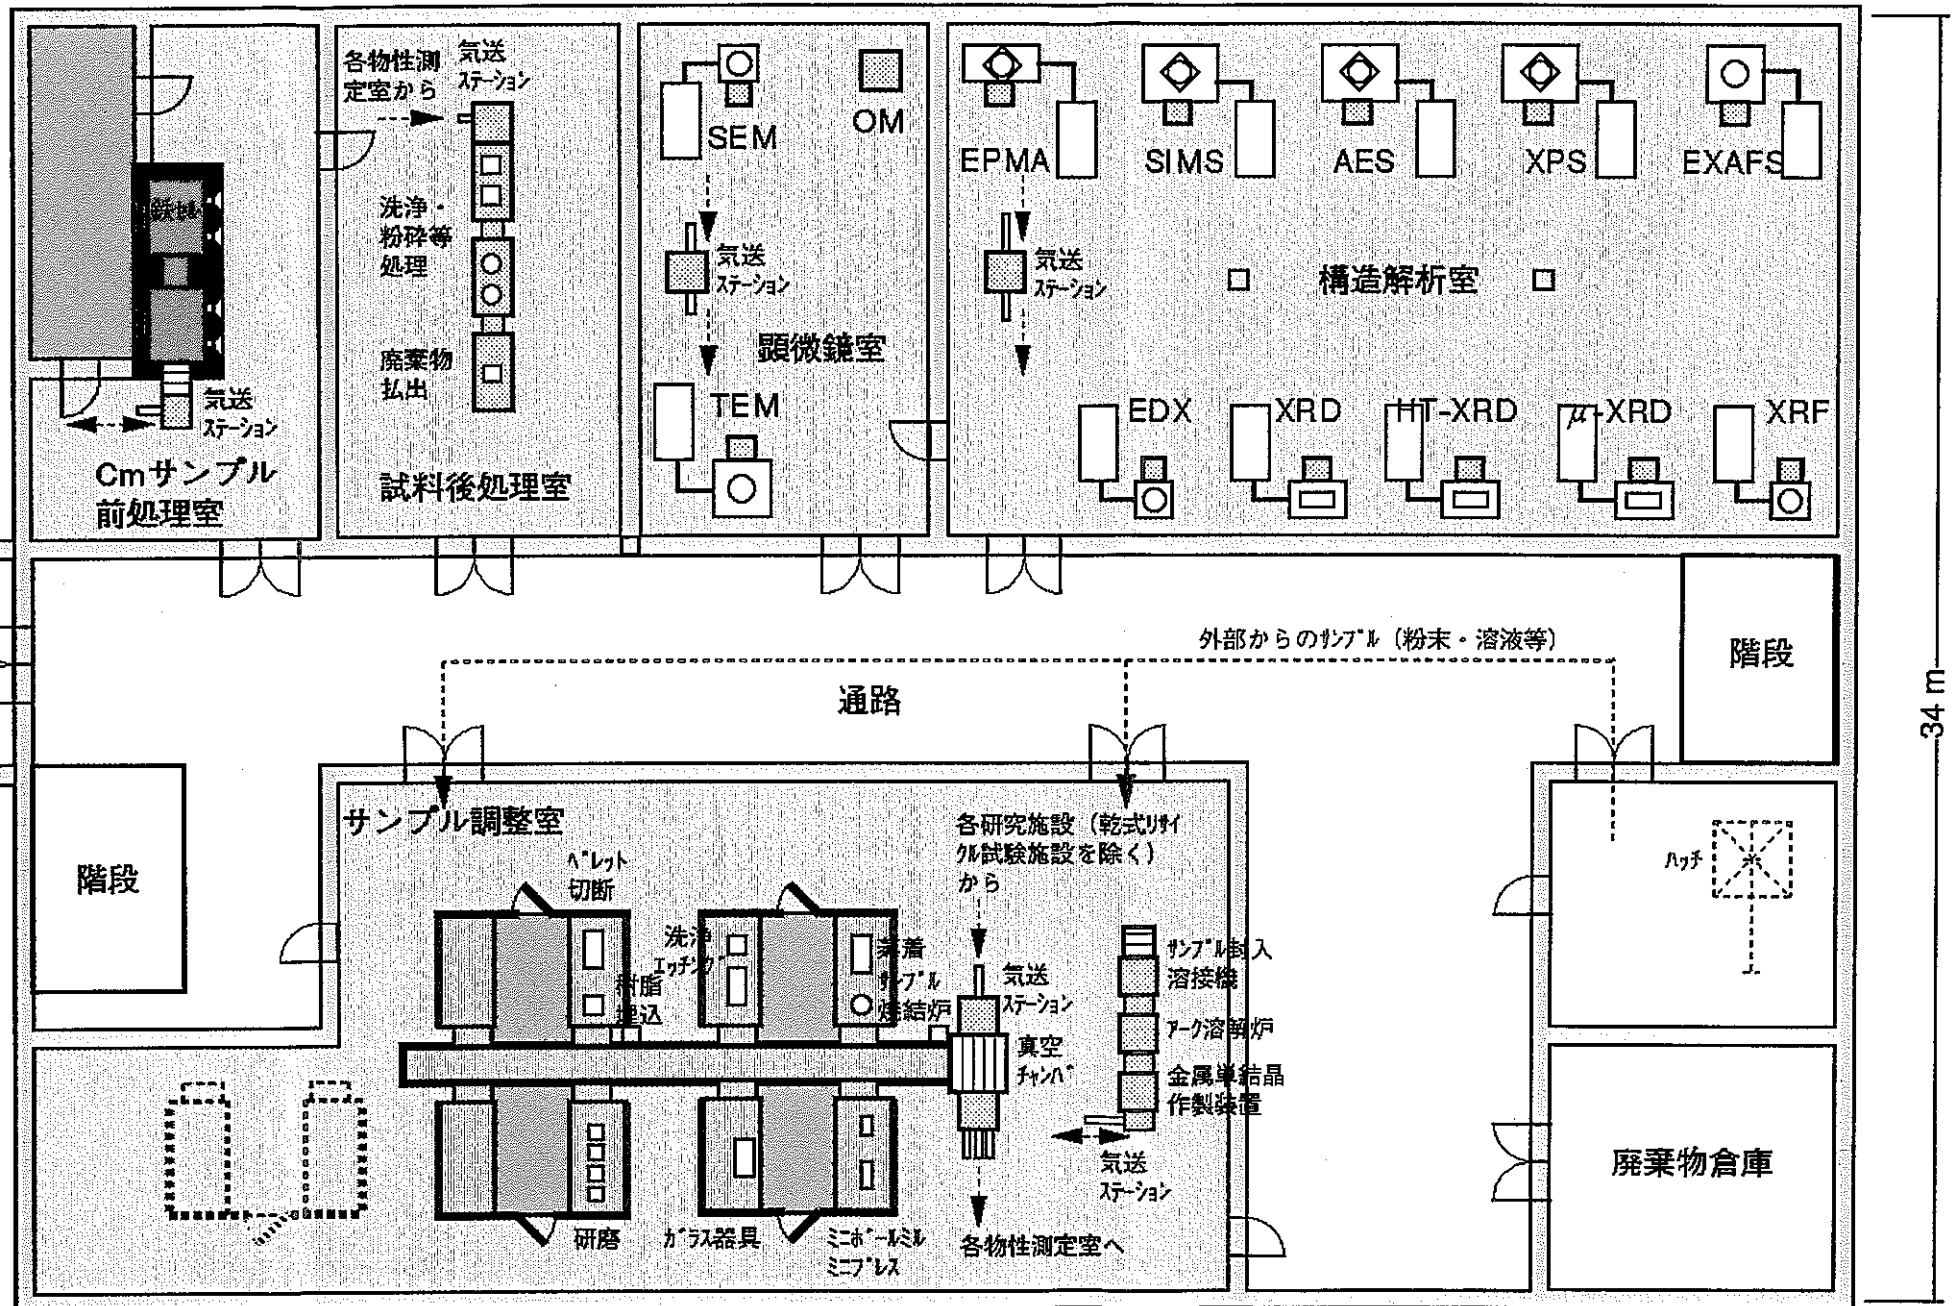 各物性測
定室から
気送
ステーション
鉄セル
洗浄・
粉砕等
処理
廃棄物
払出
気送
ステーション
Cmサンプル
前処理室
試料後処理室
SEM
OM
気送
ステーション
顕微鏡室
TEM
EPMA
SIMS
AES
XPS
EXAFS
気送
ステーション
構造解析室
EDX
XRD
HT-XRD
μ-XRD
XRF
外部からのサンプル（粉末・溶液等）
階段
通路
34 m
階段
サンプル調整室
ペレット
切断
樹脂
埋込
洗浄
エッチング
蒸着
サンプル
焼結炉
各研究施設（乾式リサイ
クル試験施設を除く）
から
気送
ステーション
真空
チャンバ
サンプル封入
溶接機
アーク溶解炉
金属単結晶
作製装置
気送
ステーション
研磨
ガラス器具
ミニボールミル
ミニプレス
各物性測定室へ
ハッチ
廃棄物倉庫